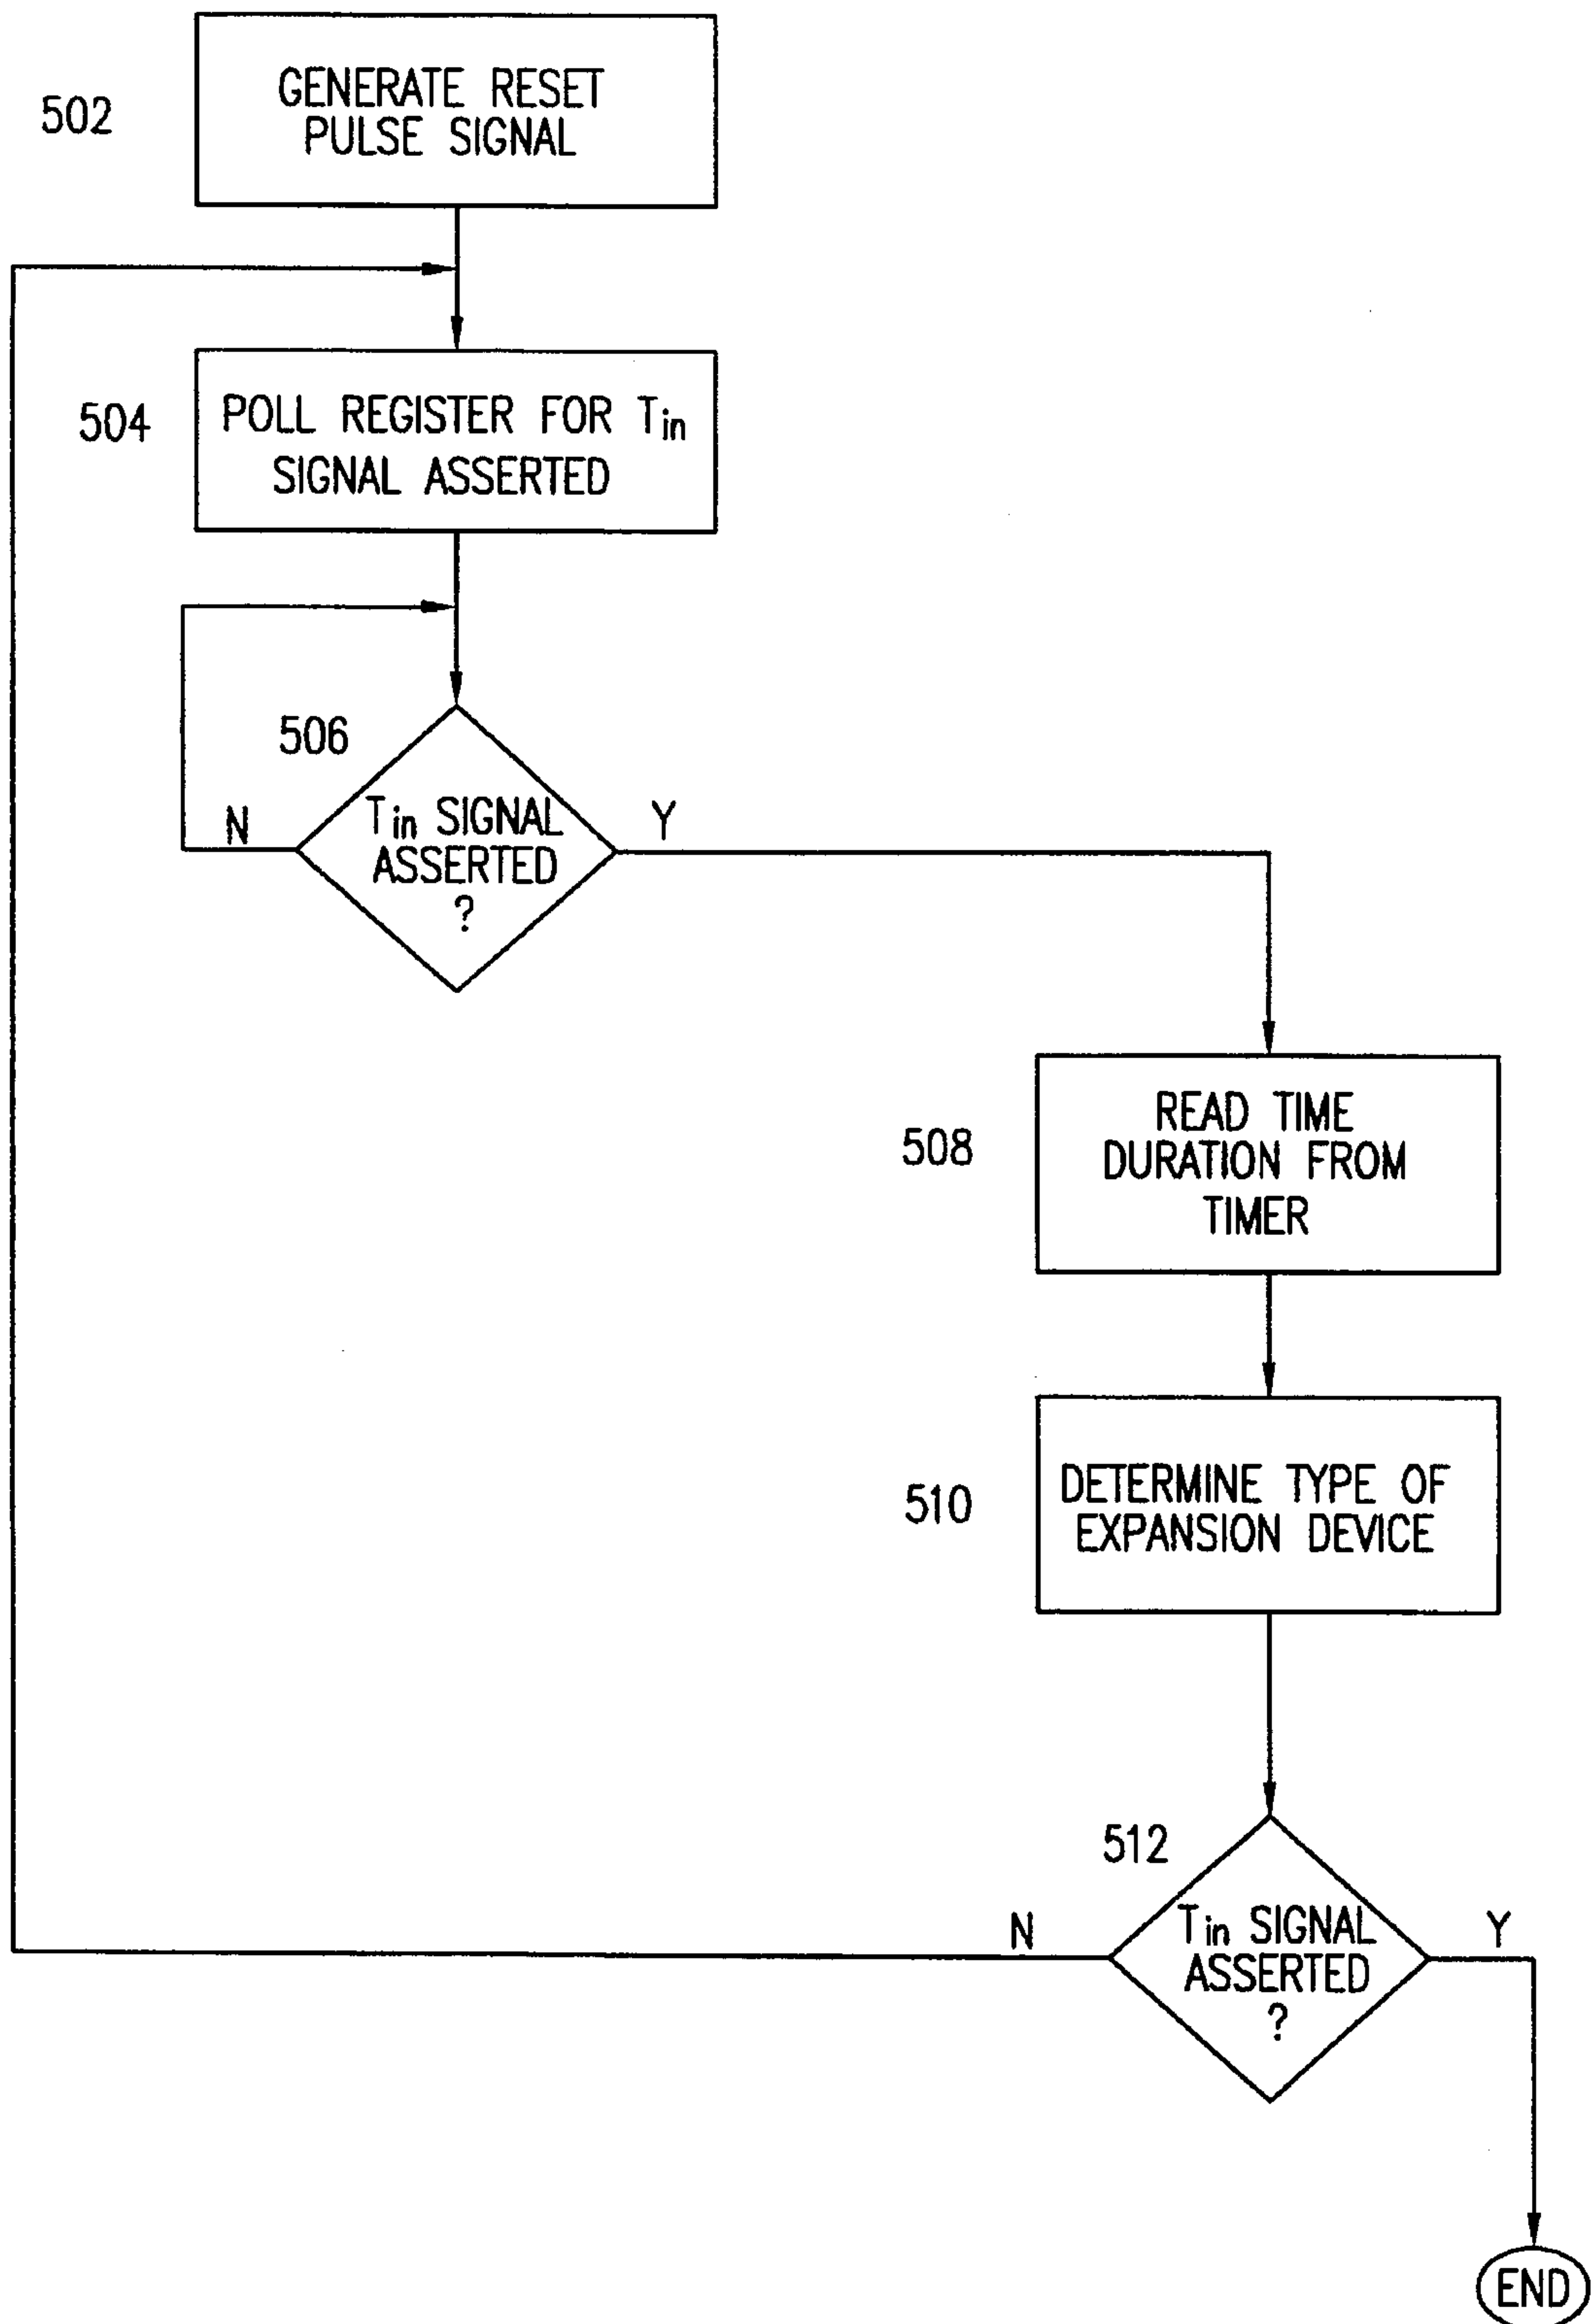 502
GENERATE RESET
PULSE SIGNAL
504
POLL REGISTER FOR Tin
SIGNAL ASSERTED
506
N
Tin SIGNAL
ASSERTED
?
Y
508
READ TIME
DURATION FROM
TIMER
510
DETERMINE TYPE OF
EXPANSION DEVICE
512
N
Tin SIGNAL
ASSERTED
?
Y
END